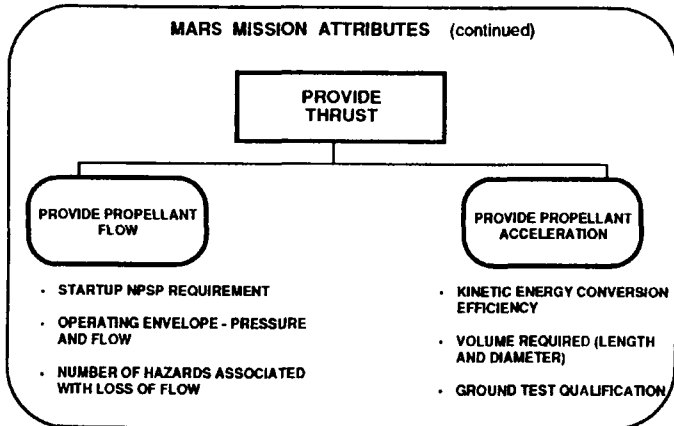 MARS MISSION ATTRIBUTES (continued)
PROVIDE
THRUST
PROVIDE PROPELLANT
FLOW
• STARTUP NPSP REQUIREMENT
• OPERATING ENVELOPE - PRESSURE
AND FLOW
• NUMBER OF HAZARDS ASSOCIATED
WITH LOSS OF FLOW
PROVIDE PROPELLANT
ACCELERATION
• KINETIC ENERGY CONVERSION
EFFICIENCY
• VOLUME REQUIRED (LENGTH
AND DIAMETER)
• GROUND TEST QUALIFICATION